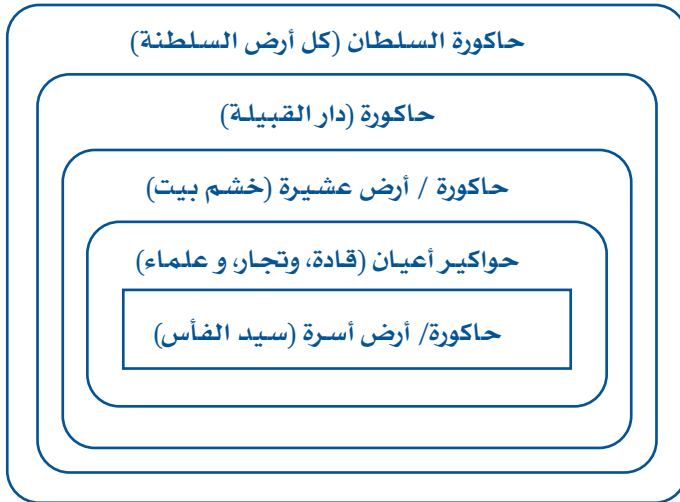 حاكورة السلطان (كل أرض السلطنة)
حاكورة (دار القبيلة)
حاكورة / أرض عشيرة (خشم بيت)
حواكير أعيان (قادة، وتجار، و علماء)
حاكورة/ أرض أسرة (سيد الفأس)